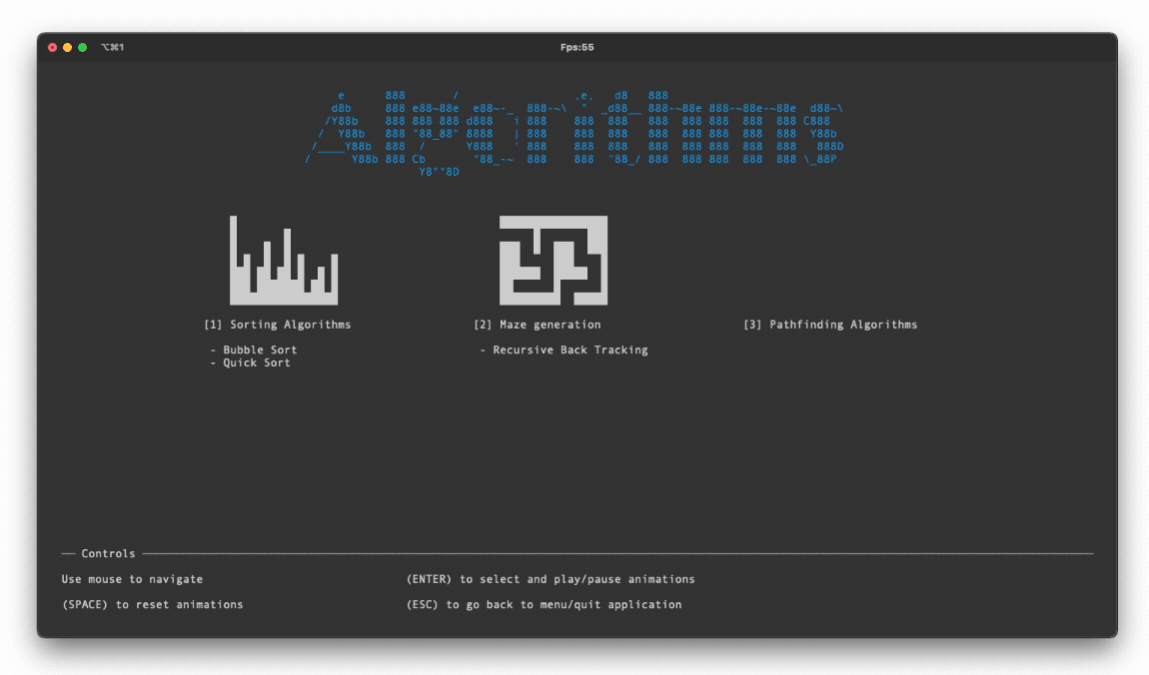 ⌥⌘1
Fps:55
Algorithms
[1] Sorting Algorithms
[2] Maze generation
[3] Pathfinding Algorithms
- Bubble Sort
- Quick Sort
- Recursive Back Tracking
Controls
Use mouse to navigate
(ENTER) to select and play/pause animations
(SPACE) to reset animations
(ESC) to go back to menu/quit application